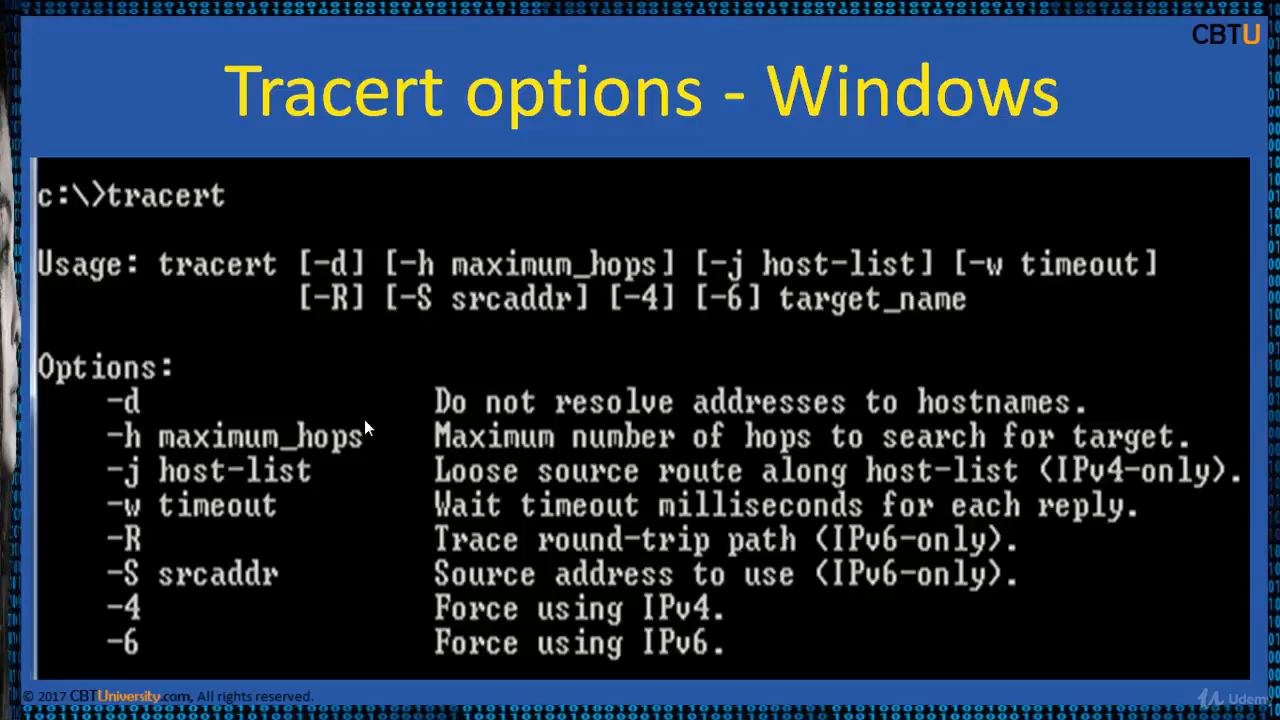 CBTU
Tracert options - Windows
c:\>tracert
Usage: tracert [-d] [-h maximum_hops] [-j host-list] [-w timeout]
[-R] [-S srcaddr] [-4] [-6] target_name
Options:
-d Do not resolve addresses to hostnames.
-h maximum_hops Maximum number of hops to search for target.
-j host-list Loose source route along host-list (IPv4-only).
-w timeout Wait timeout milliseconds for each reply.
-R Trace round-trip path (IPv6-only).
-S srcaddr Source address to use (IPv6-only).
-4 Force using IPv4.
-6 Force using IPv6.
© 2017 CBTUniversity.com, All rights reserved.